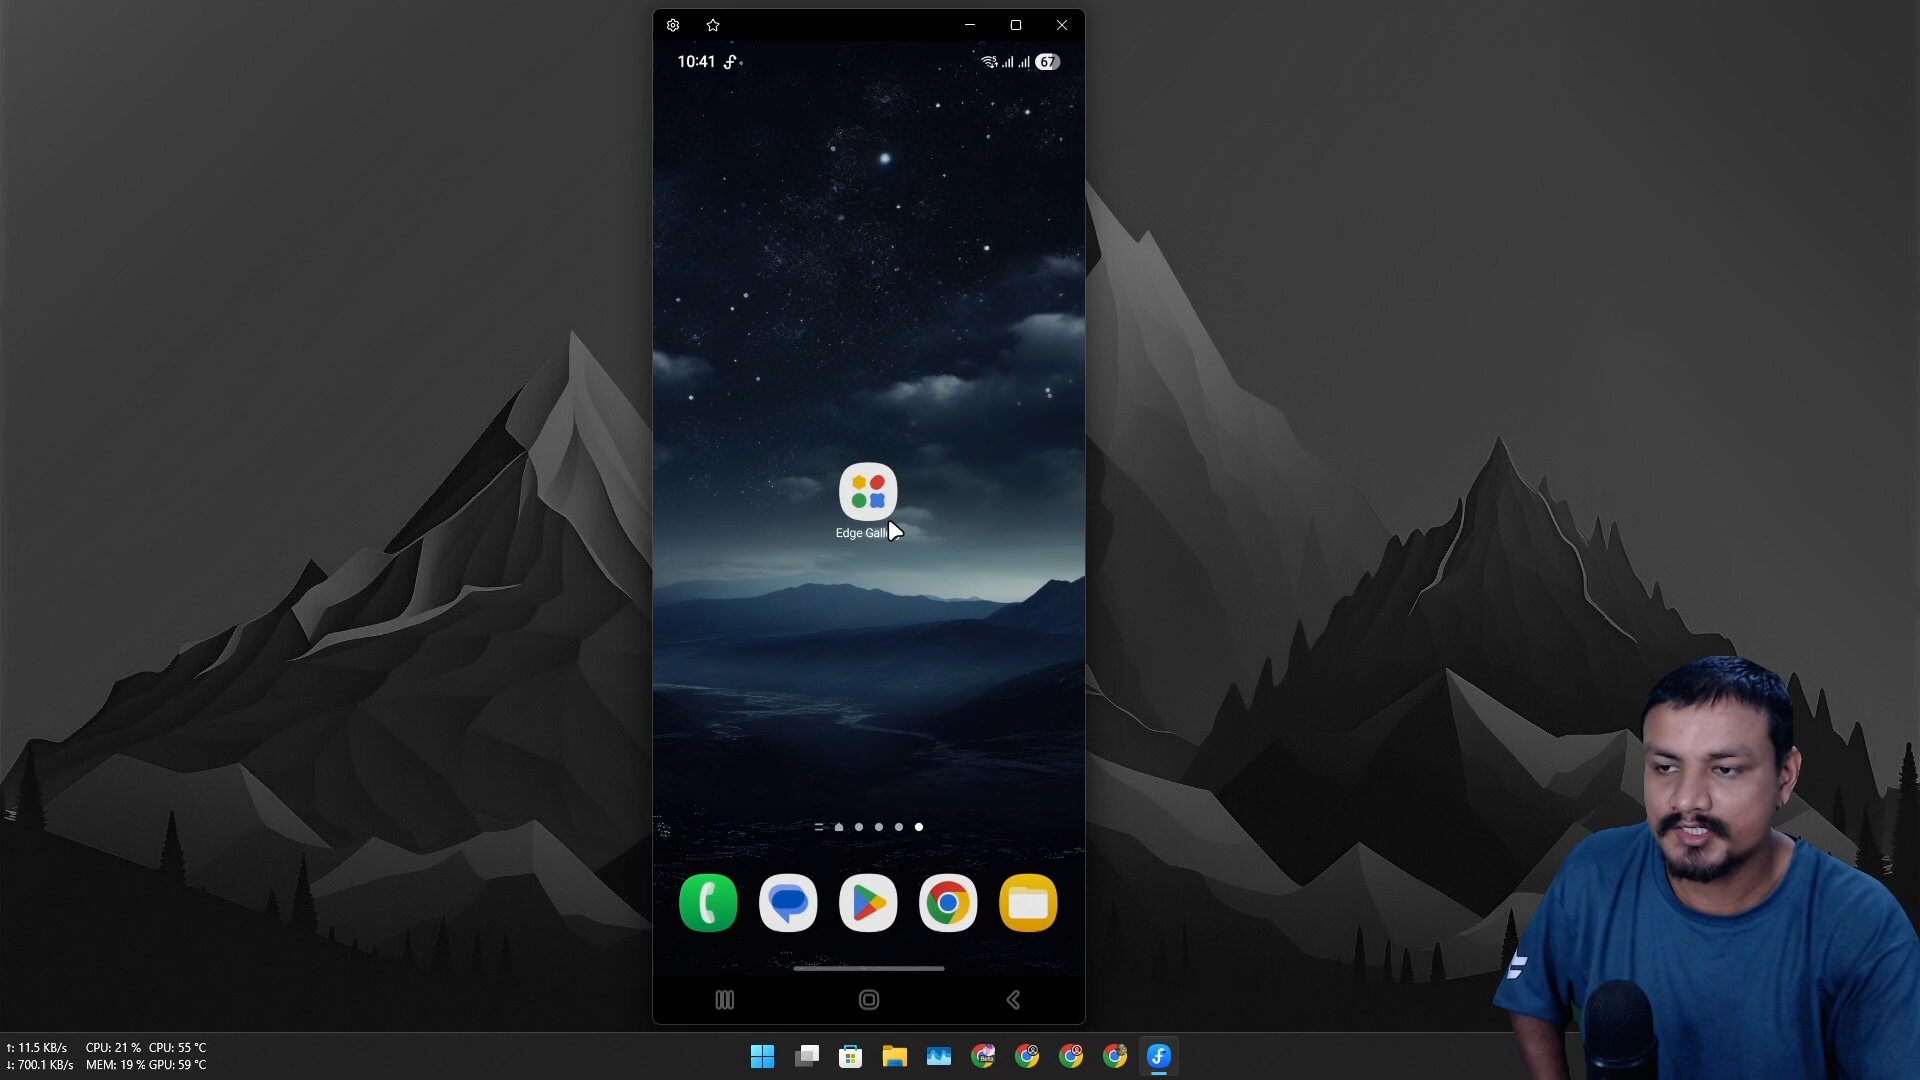 10:41
67
Edge Gall
Beta
↑: 11.5 KB/s CPU: 21 % CPU: 55 °C
↓: 700.1 KB/s MEM: 19 % GPU: 59 °C